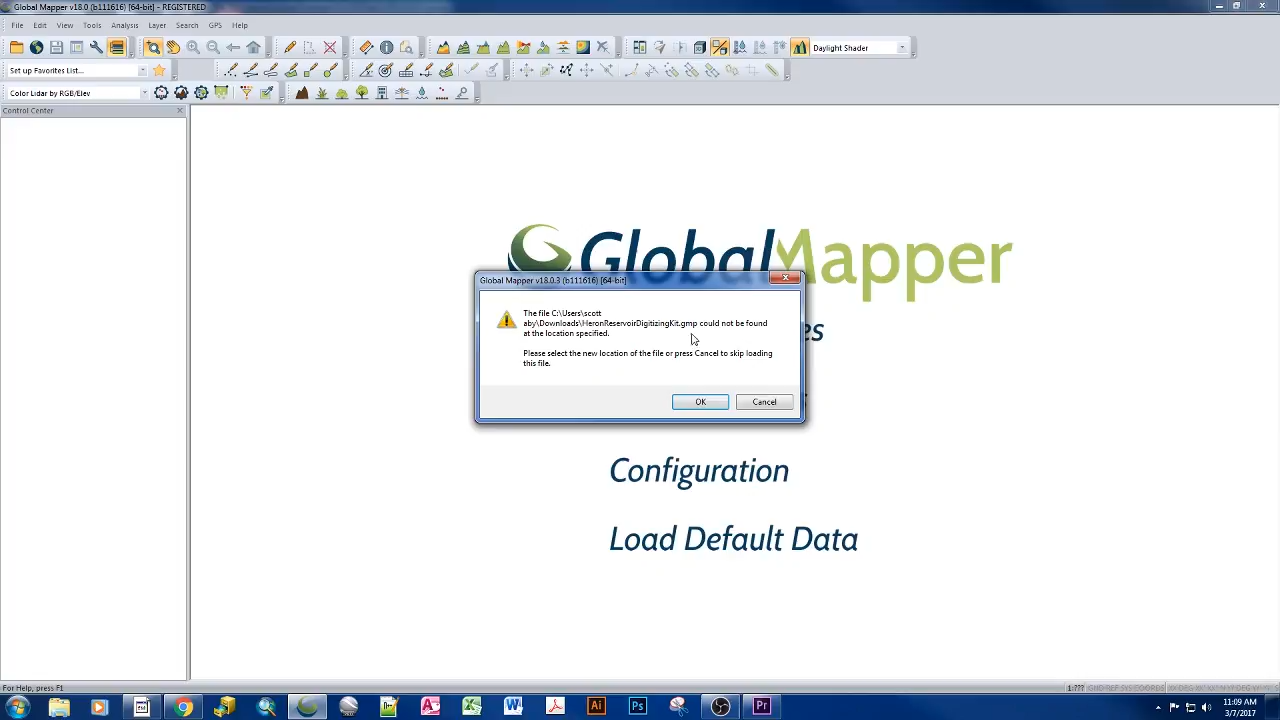 Global Mapper v18.0 (b111616) [64-bit] - REGISTERED
File Edit View Tools Analysis Layer Search GPS Help
Daylight Shader
Set up Favorites List...
Color Lidar by RGB/Elev
Control Center
GlobalMapper
Global Mapper v18.0.3 (b111616) [64-bit]
The file C:\Users\scott
aby\Downloads\HeronReservoirDigitizingKit.gmp could not be found
at the location specified.
Please select the new location of the file or press Cancel to skip loading
this file.
OK Cancel
Configuration
Load Default Data
For Help, press F1
1:???
11:09 AM
3/7/2017